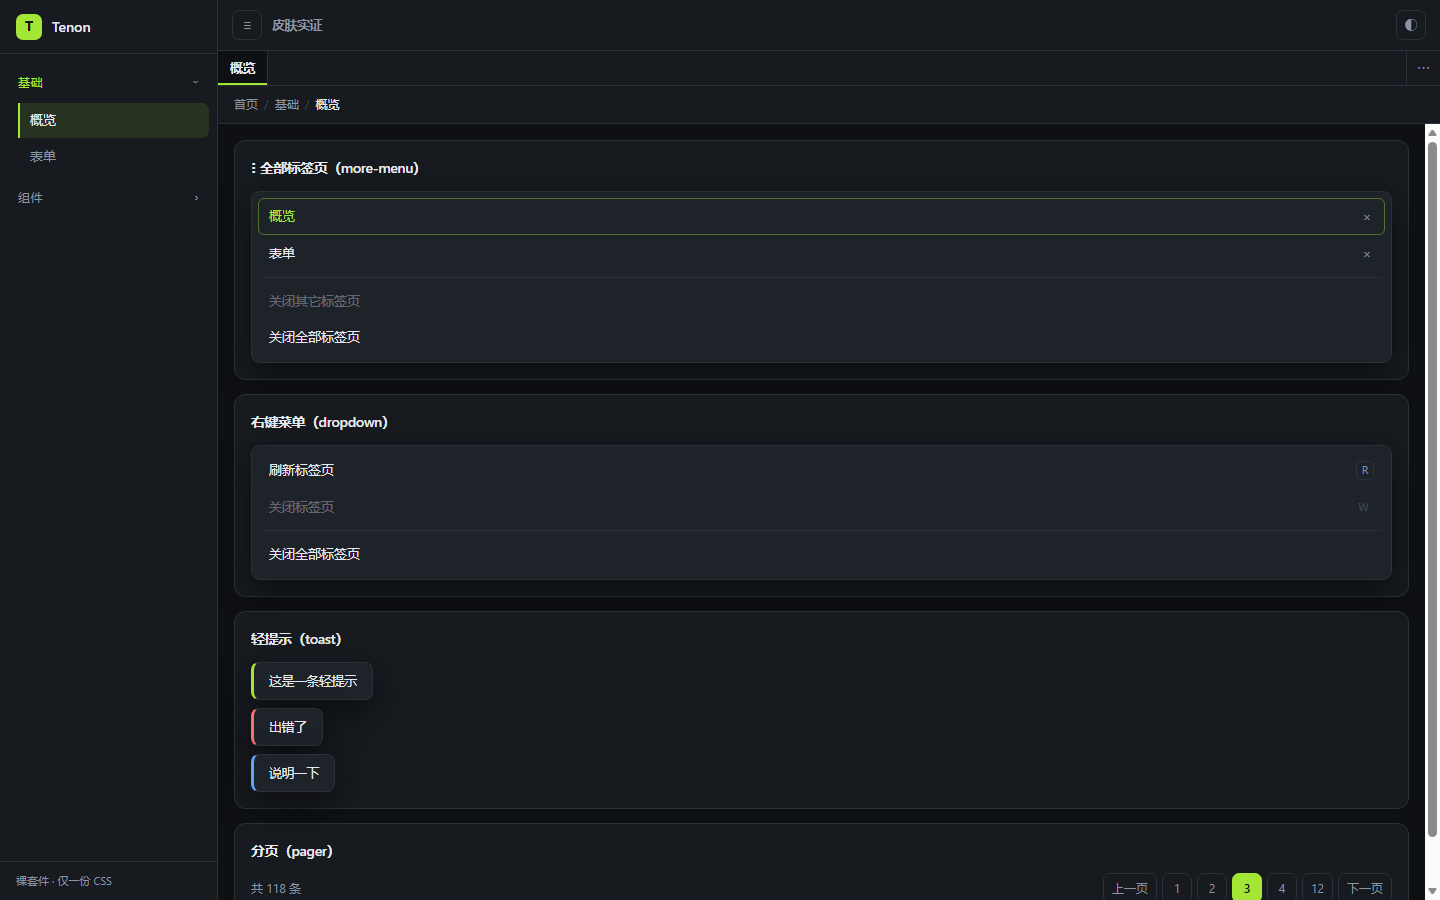 T Tenon
皮肤实证
基础
概览
表单
组件
概览
首页 / 基础 / 概览
⋮ 全部标签页（more-menu）
概览 ×
表单 ×
关闭其它标签页
关闭全部标签页
右键菜单（dropdown）
刷新标签页 R
关闭标签页 W
关闭全部标签页
轻提示（toast）
这是一条轻提示
出错了
说明一下
分页（pager）
共 118 条 上一页 1 2 3 4 12 下一页
裸套件 · 仅一份 CSS